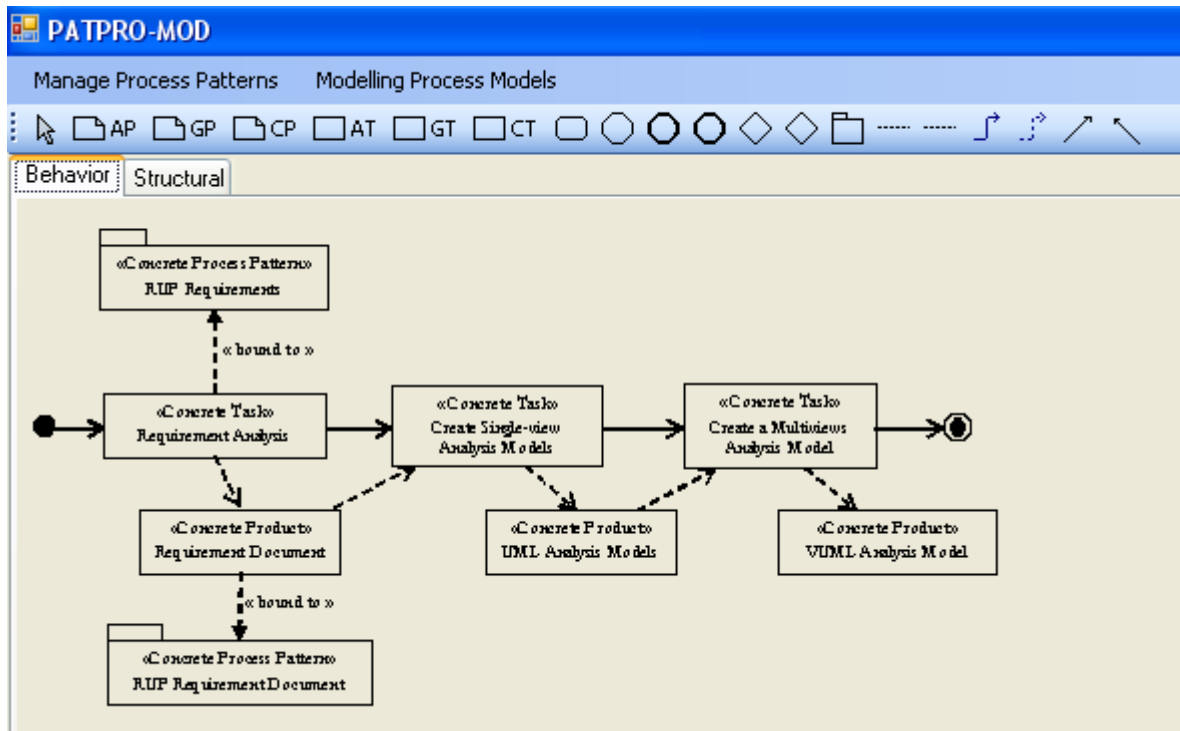 PATPRO-MOD
Manage Process Patterns Modelling Process Models
AP GP CP AT GT CT
Behavior Structural
«Concrete Process Pattern»
RUP Requirements
« bound to »
«Concrete Task»
Requirement Analysis
«Concrete Task»
Create Single-view
Analysis Models
«Concrete Task»
Create a Multiviews
Analysis Model
«Concrete Product»
Requirement Document
«Concrete Product»
UML Analysis Models
«Concrete Product»
VUML Analysis Model
« bound to »
«Concrete Process Pattern»
RUP Requirement Document